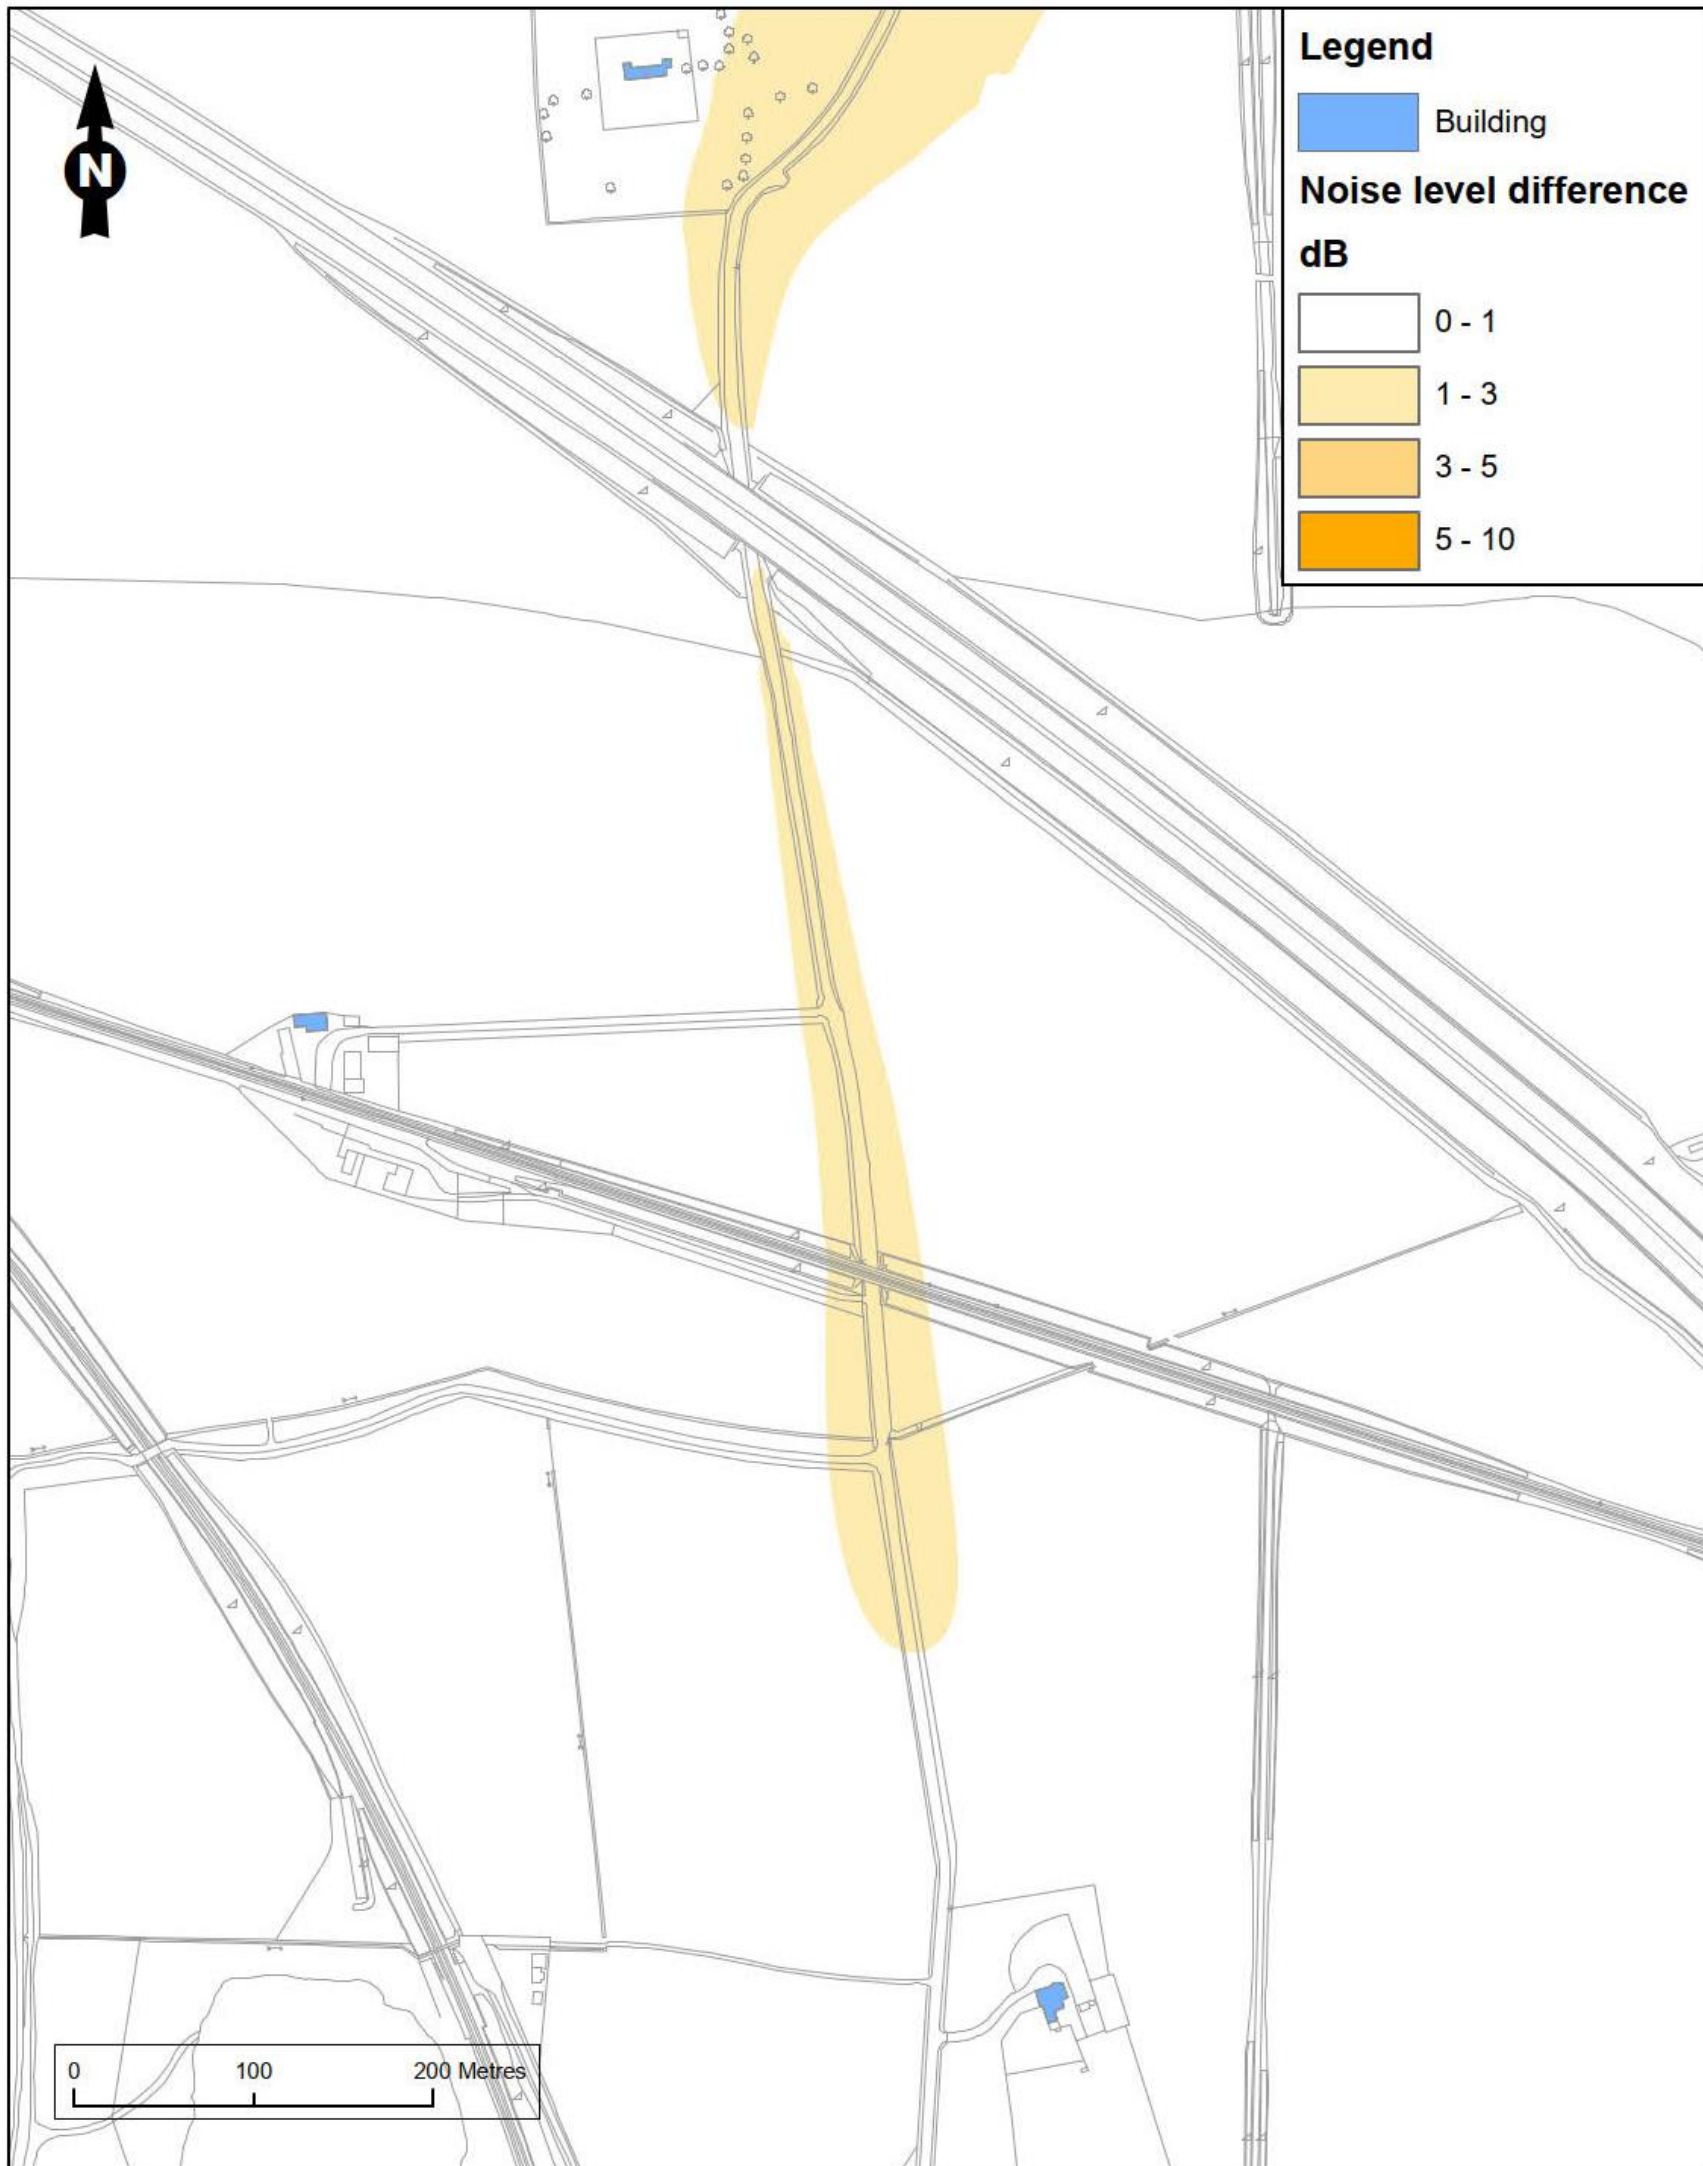 N
Legend
Building
Noise level difference
dB
0 - 1
1 - 3
3 - 5
5 - 10
0 100 200 Metres